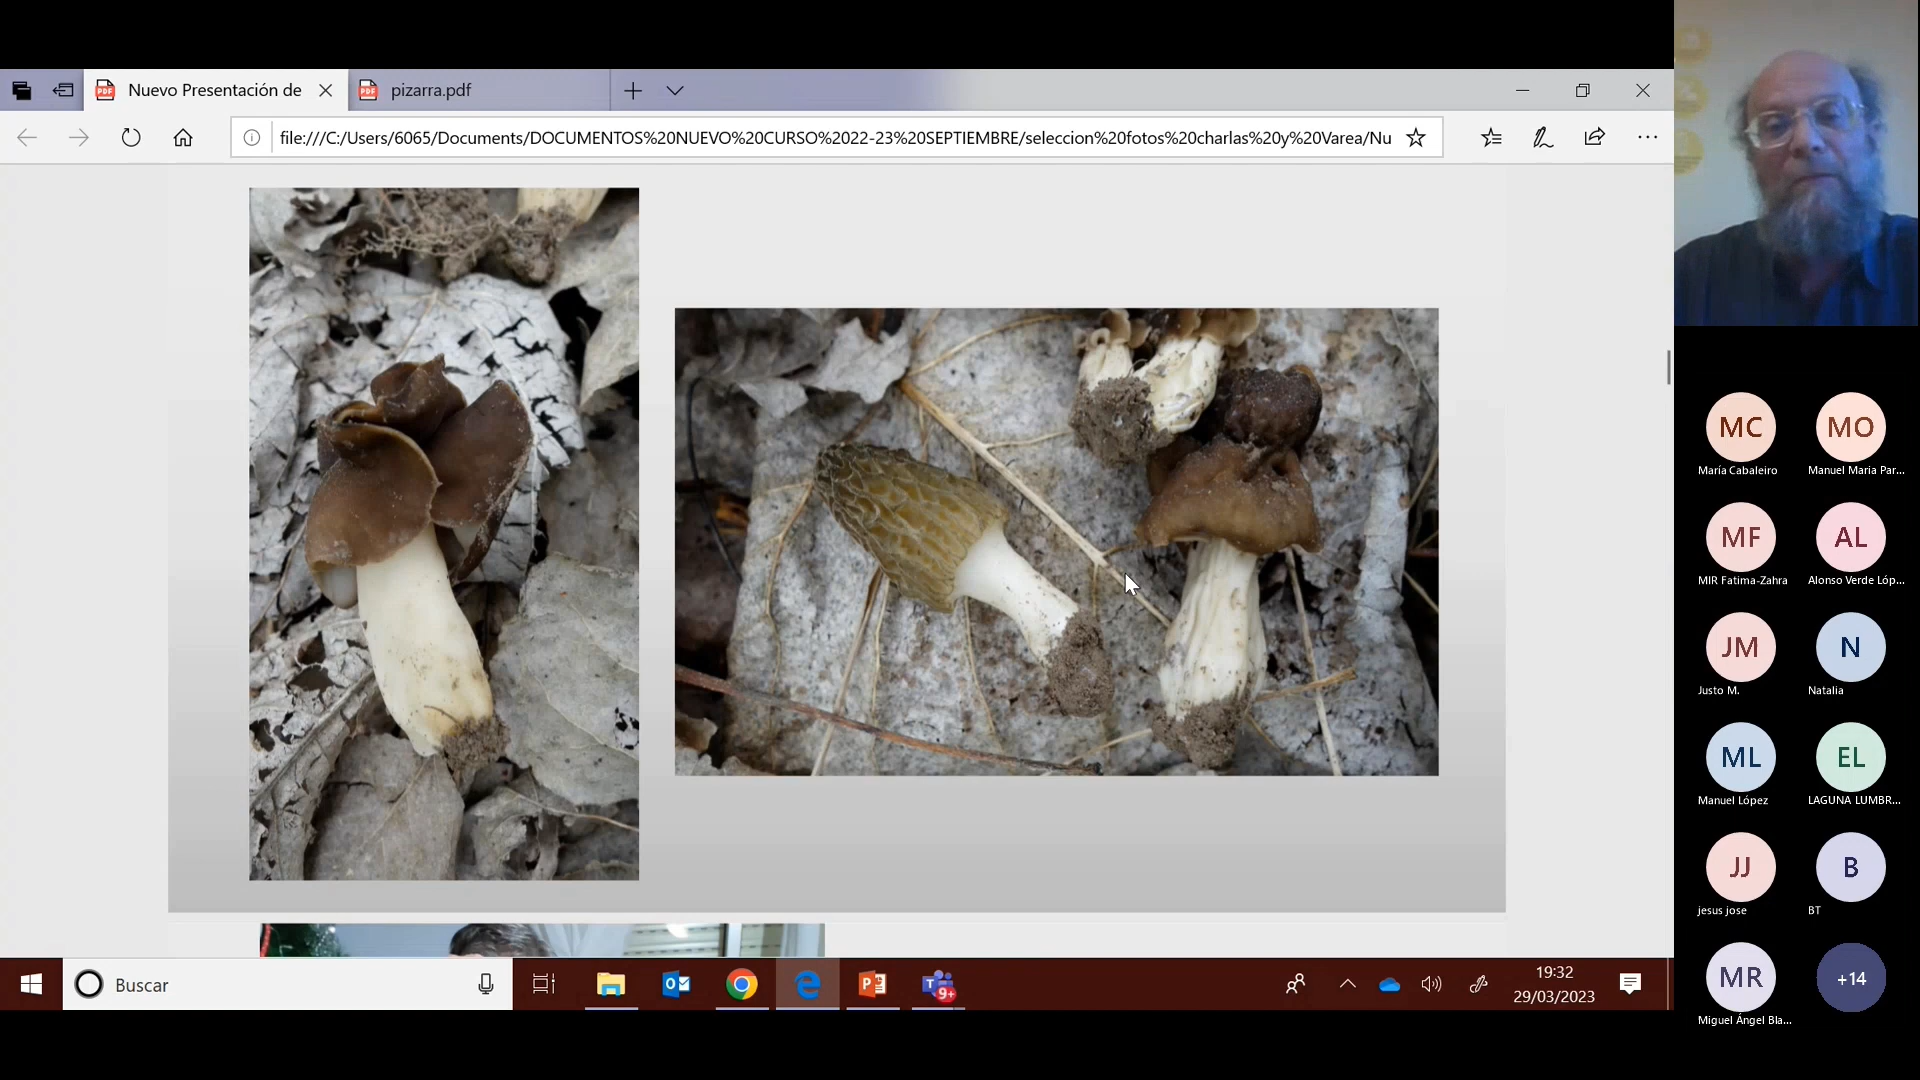 Nuevo Presentación de
pizarra.pdf
file:///C:/Users/6065/Documents/DOCUMENTOS%20NUEVO%20CURSO%2022-23%20SEPTIEMBRE/seleccion%20fotos%20charlas%20y%20Varea/Nu
MC
María Cabaleiro
MO
Manuel Maria Par...
MF
MIR Fatima-Zahra
AL
Alonso Verde Lóp...
JM
Justo M.
N
Natalia
ML
Manuel López
EL
LAGUNA LUMBR...
JJ
jesus jose
B
BT
MR
Miguel Ángel Bla...
+14
Buscar
9+
19:32
29/03/2023